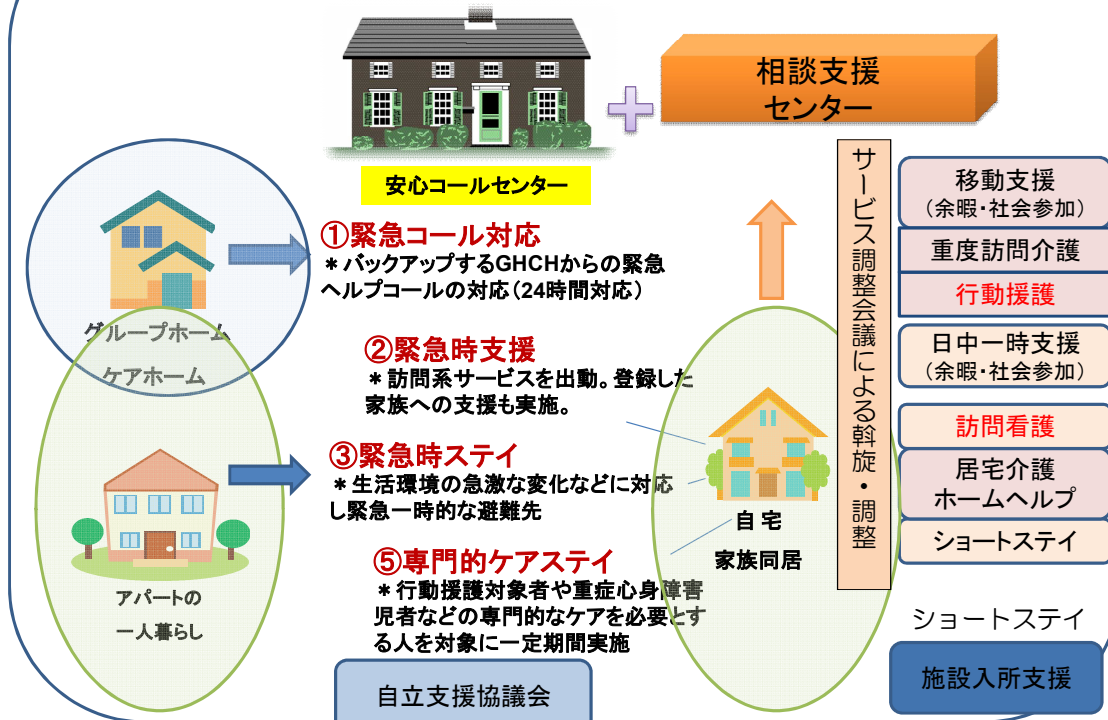 相談支援
センター
安心コールセンター
①緊急コール対応
＊バックアップするGHCHからの緊急
ヘルプコールの対応（24時間対応）
②緊急時支援
＊訪問系サービスを出動。登録した
家族への支援も実施。
③緊急時ステイ
＊生活環境の急激な変化などに対応
し緊急一時的な避難先
⑤専門的ケアステイ
＊行動援護対象者や重症心身障害
児者などの専門的なケアを必要とす
る人を対象に一定期間実施
グループホーム
ケアホーム
アパートの
一人暮らし
自宅
家族同居
サービス調整会議による斡旋・調整
移動支援
（余暇・社会参加）
重度訪問介護
行動援護
日中一時支援
（余暇・社会参加）
訪問看護
居宅介護
ホームヘルプ
ショートステイ
ショートステイ
施設入所支援
自立支援協議会